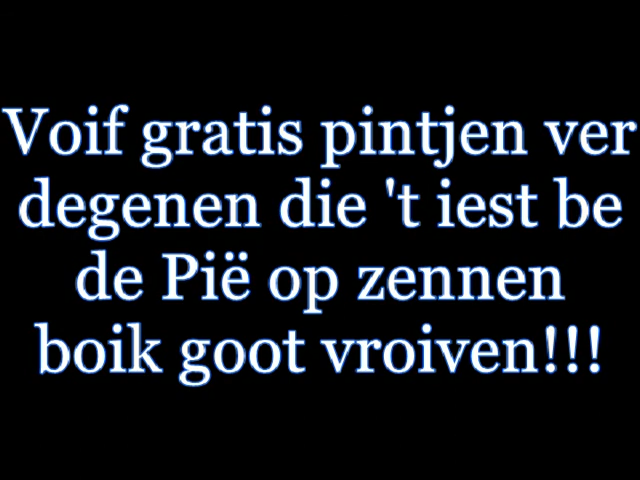 Voif gratis pintjen ver
degenen die 't iest be
de Pië op zennen
boik goot vroiven!!!